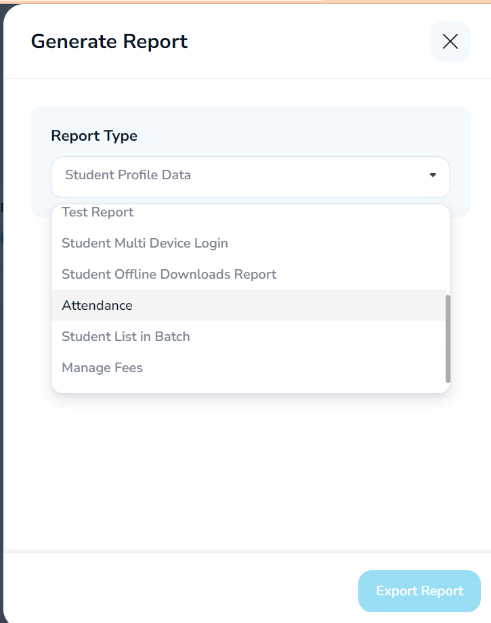 Generate Report
Report Type
Student Profile Data
Test Report
Student Multi Device Login
Student Offline Downloads Report
Attendance
Student List in Batch
Manage Fees
Export Report